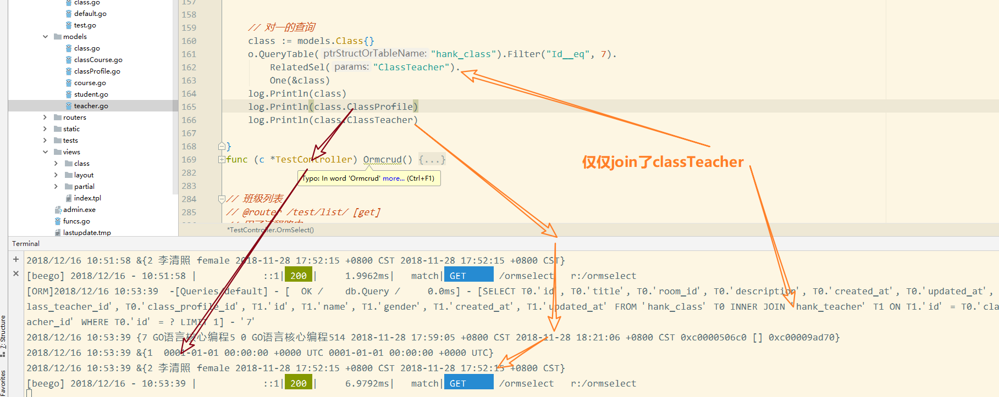 class.go
default.go
test.go
models
class.go
classCourse.go
classProfile.go
course.go
student.go
teacher.go
routers
static
tests
views
class
layout
partial
index.tpl
admin.exe
funcs.go
lastupdate.tmp
157
158
159 // 对一的查询
160 class := models.Class{}
161 o.QueryTable( ptrStructOrTableName: "hank_class").Filter("Id__eq", 7).
162 RelatedSel( params: "ClassTeacher").
163 One(&class)
164 log.Println(class)
165 log.Println(class.ClassProfile)
166 log.Println(class.ClassTeacher)
167
168 }
169 func (c *TestController) Ormcrud() {...}
282
283
284 // 班级列表
285 // @router /test/list/ [get]
仅仅join了classTeacher
Typo: In word 'Ormcrud' more... (Ctrl+F1)
*TestController.OrmSelect()
Terminal
2018/12/16 10:51:58 &{2 李清照 female 2018-11-28 17:52:15 +0800 CST 2018-11-28 17:52:15 +0800 CST}
[beego] 2018/12/16 - 10:51:58 | ::1| 200 | 1.9962ms| match| GET /ormselect r:/ormselect
[ORM]2018/12/16 10:53:39 -[Queries/default] - [ OK / db.Query / 0.0ms] - [SELECT T0.`id`, T0.`title`, T0.`room_id`, T0.`description`, T0.`created_at`, T0.`updated_at`,
lass_teacher_id`, T0.`class_profile_id`, T1.`id`, T1.`name`, T1.`gender`, T1.`created_at`, T1.`updated_at` FROM `hank_class` T0 INNER JOIN `hank_teacher` T1 ON T1.`id` = T0.`cla
acher_id` WHERE T0.`id` = ? LIMIT 1] - `7`
2018/12/16 10:53:39 {7 GO语言核心编程5 0 GO语言核心编程514 2018-11-28 17:59:05 +0800 CST 2018-11-28 18:21:06 +0800 CST 0xc0000506c0 [] 0xc00009ad70}
2018/12/16 10:53:39 &{1 0001-01-01 00:00:00 +0000 UTC 0001-01-01 00:00:00 +0000 UTC}
2018/12/16 10:53:39 &{2 李清照 female 2018-11-28 17:52:15 +0800 CST 2018-11-28 17:52:15 +0800 CST}
[beego] 2018/12/16 - 10:53:39 | ::1| 200 | 6.9792ms| match| GET /ormselect r:/ormselect
7: Structure
Favorites